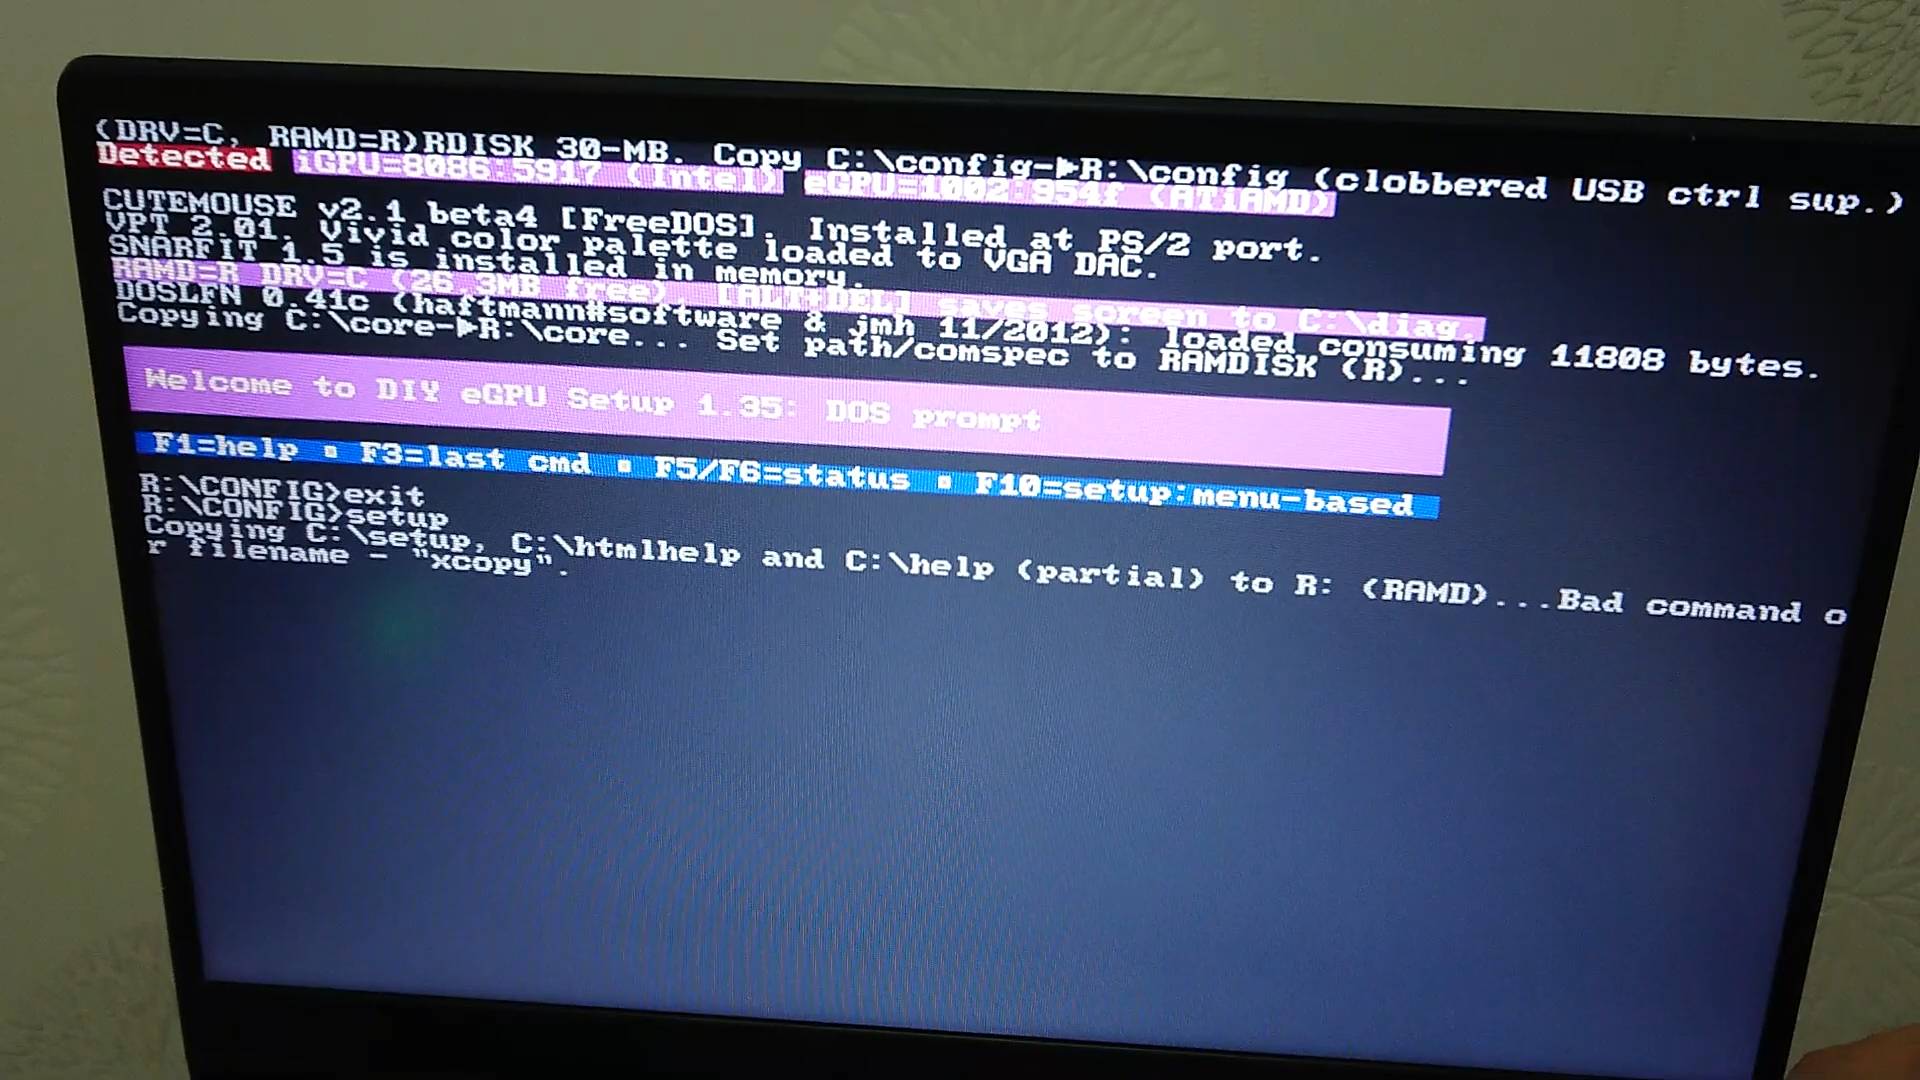 (DRV=C, RAMD=R)RDISK 30-MB. Copy C:\config-►R:\config (clobbered USB ctrl sup.)
Detected iGPU=8086:5917 (Intel) eGPU=1002:954f (ATiAMD)
CUTEMOUSE v2.1 beta4 [FreeDOS]. Installed at PS/2 port.
VPT 2.01. Vivid color palette loaded to VGA DAC.
SNARFIT 1.5 is installed in memory.
RAMD=R DRV=C (26.3MB free). [ALT+DEL] saves screen to C:\diag.
DOSLFN 0.41c (haftmann#software & jmh 11/2012): loaded consuming 11808 bytes.
Copying C:\core-►R:\core... Set path/comspec to RAMDISK (R)...
Welcome to DIY eGPU Setup 1.35: DOS prompt
F1=help ▫ F3=last cmd ▫ F5/F6=status ▫ F10=setup:menu-based
R:\CONFIG>exit
R:\CONFIG>setup
Copying C:\setup, C:\htmlhelp and C:\help (partial) to R: (RAMD)...Bad command o
r filename - "xcopy".